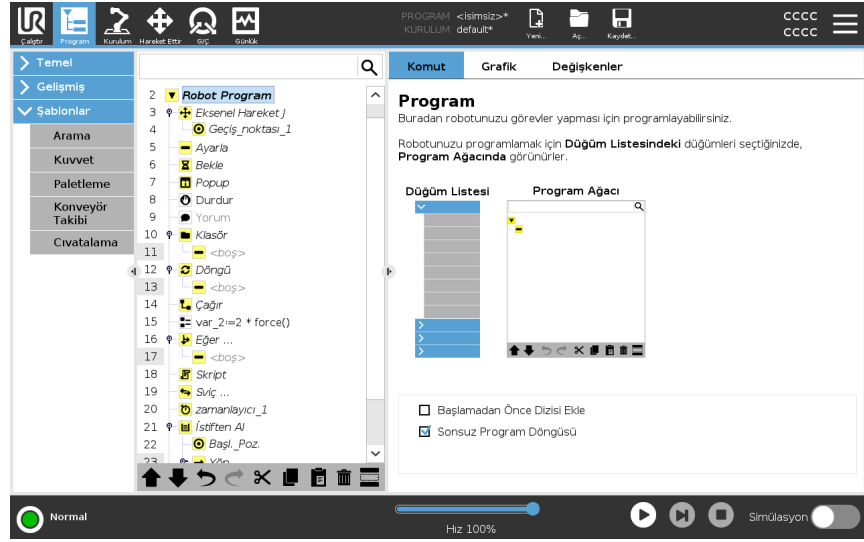 UR
PROGRAM <isimsiz>*
KURULUM default*
cccc
cccc
Çalıştır Program Kurulum Hareket Ettir G/Ç Günlük Yeni... Aç... Kaydet...
Temel
Gelişmiş
Şablonlar
Arama
Kuvvet
Paletleme
Konveyör
Takibi
Cıvatalama
2 Robot Program
3 Eksenel Hareket J
4 Geçiş_noktası_1
5 Ayarla
6 Bekle
7 Popup
8 Durdur
9 Yorum
10 Klasör
11 <boş>
12 Döngü
13 <boş>
14 Çağır
15 var_2:=2 * force()
16 Eğer ...
17 <boş>
18 Skript
19 Sviç ...
20 zamanlayıcı_1
21 İstiften Al
22 Başl._Poz.
23 Yön
Komut Grafik Değişkenler
Program
Buradan robotunuzu görevler yapması için programlayabilirsiniz.
Robotunuzu programlamak için Düğüm Listesindeki düğümleri seçtiğinizde,
Program Ağacında görünürler.
Düğüm Listesi Program Ağacı
Başlamadan Önce Dizisi Ekle
Sonsuz Program Döngüsü
Normal
Hız 100%
Simülasyon